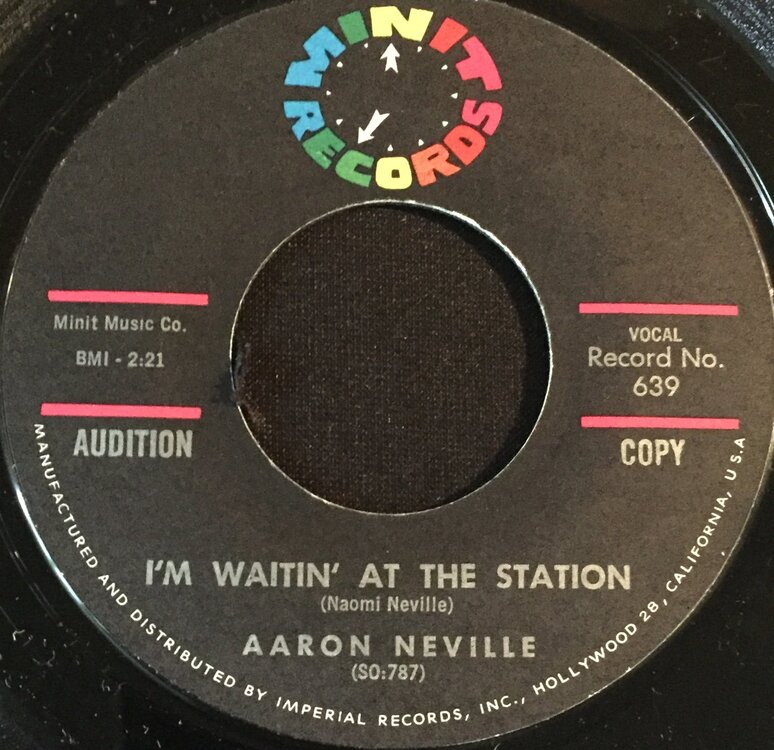 MINIT
RECORDS
Minit Music Co.
BMI - 2:21
VOCAL
Record No.
639
AUDITION
COPY
I'M WAITIN' AT THE STATION
(Naomi Neville)
AARON NEVILLE
(SO:787)
MANUFACTURED AND DISTRIBUTED BY IMPERIAL RECORDS, INC., HOLLYWOOD 28, CALIFORNIA, U S.A